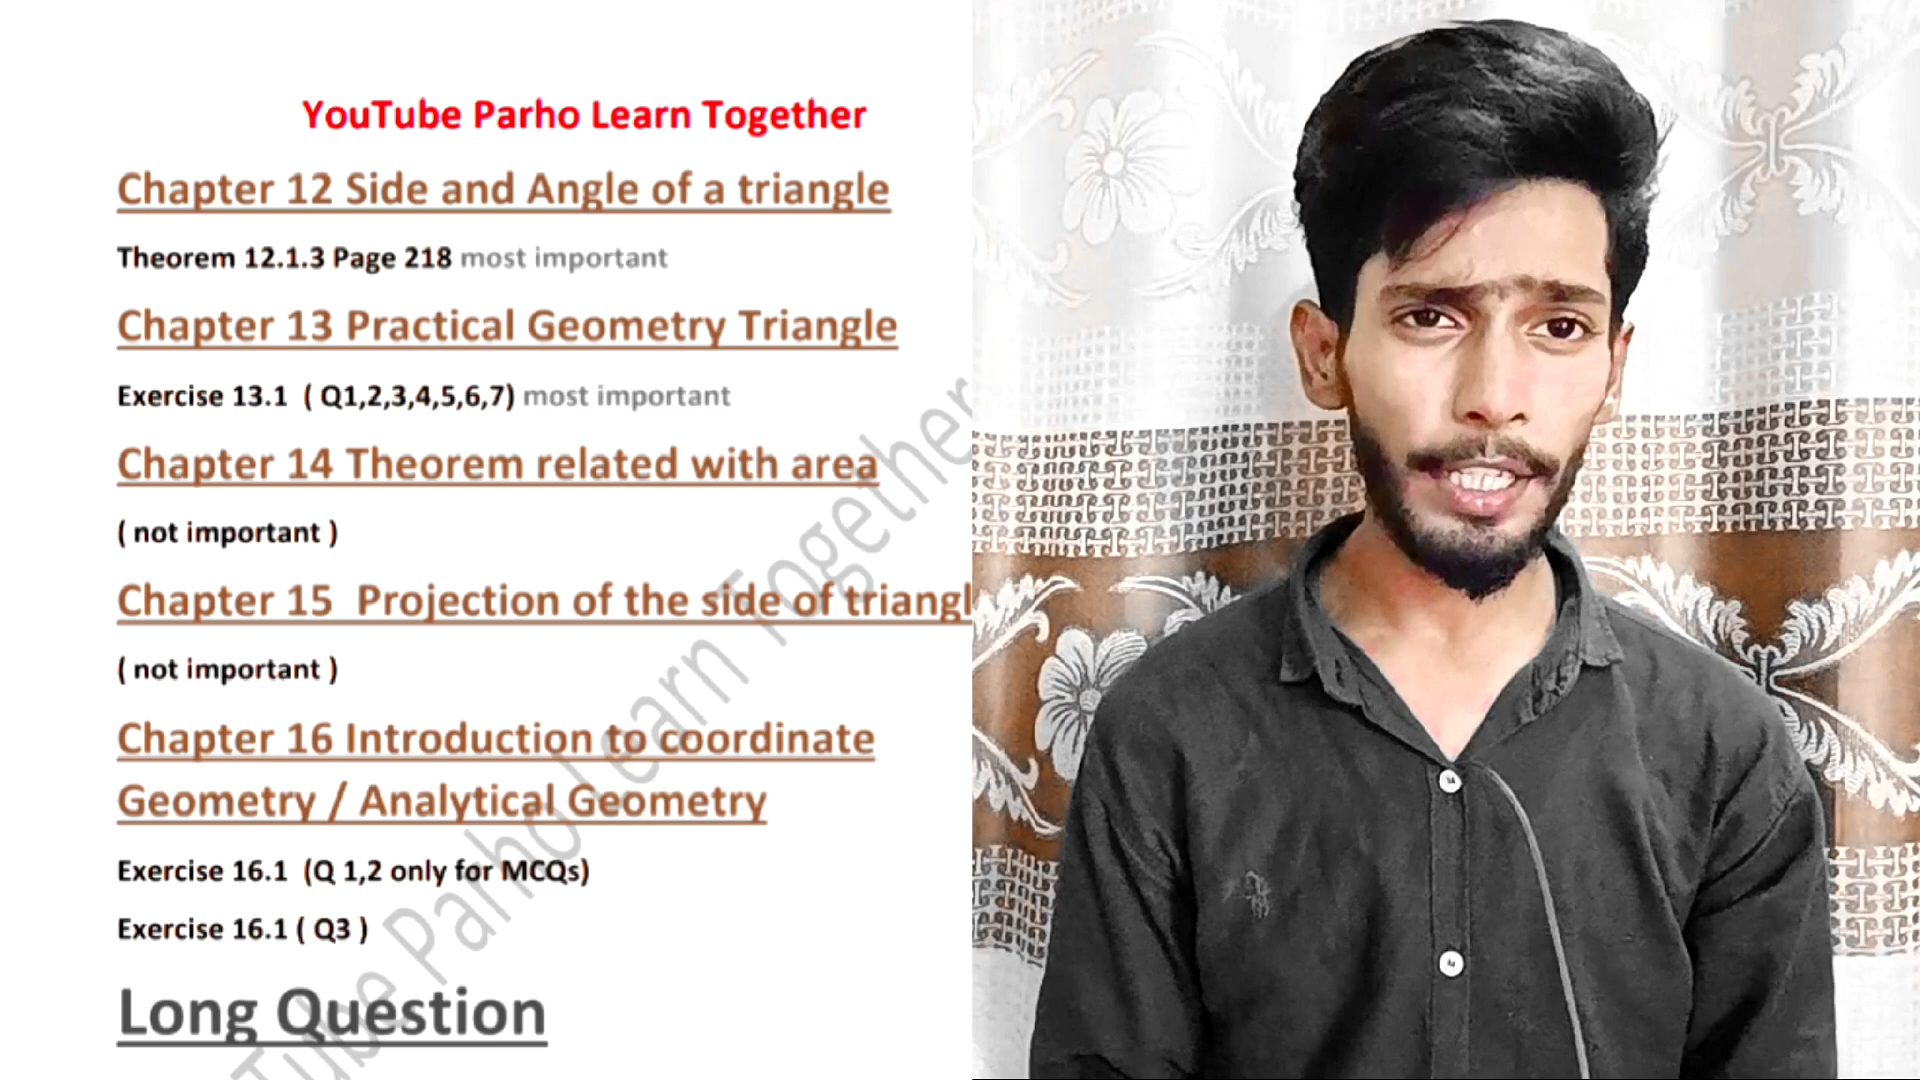 YouTube Parho Learn Together
Chapter 12 Side and Angle of a triangle
Theorem 12.1.3 Page 218 most important
Chapter 13 Practical Geometry Triangle
Exercise 13.1 ( Q1,2,3,4,5,6,7) most important
Chapter 14 Theorem related with area
( not important )
Chapter 15 Projection of the side of triangl
( not important )
Chapter 16 Introduction to coordinate
Geometry / Analytical Geometry
Exercise 16.1 (Q 1,2 only for MCQs)
Exercise 16.1 ( Q3 )
Long Question
Tube Parho Learn Together